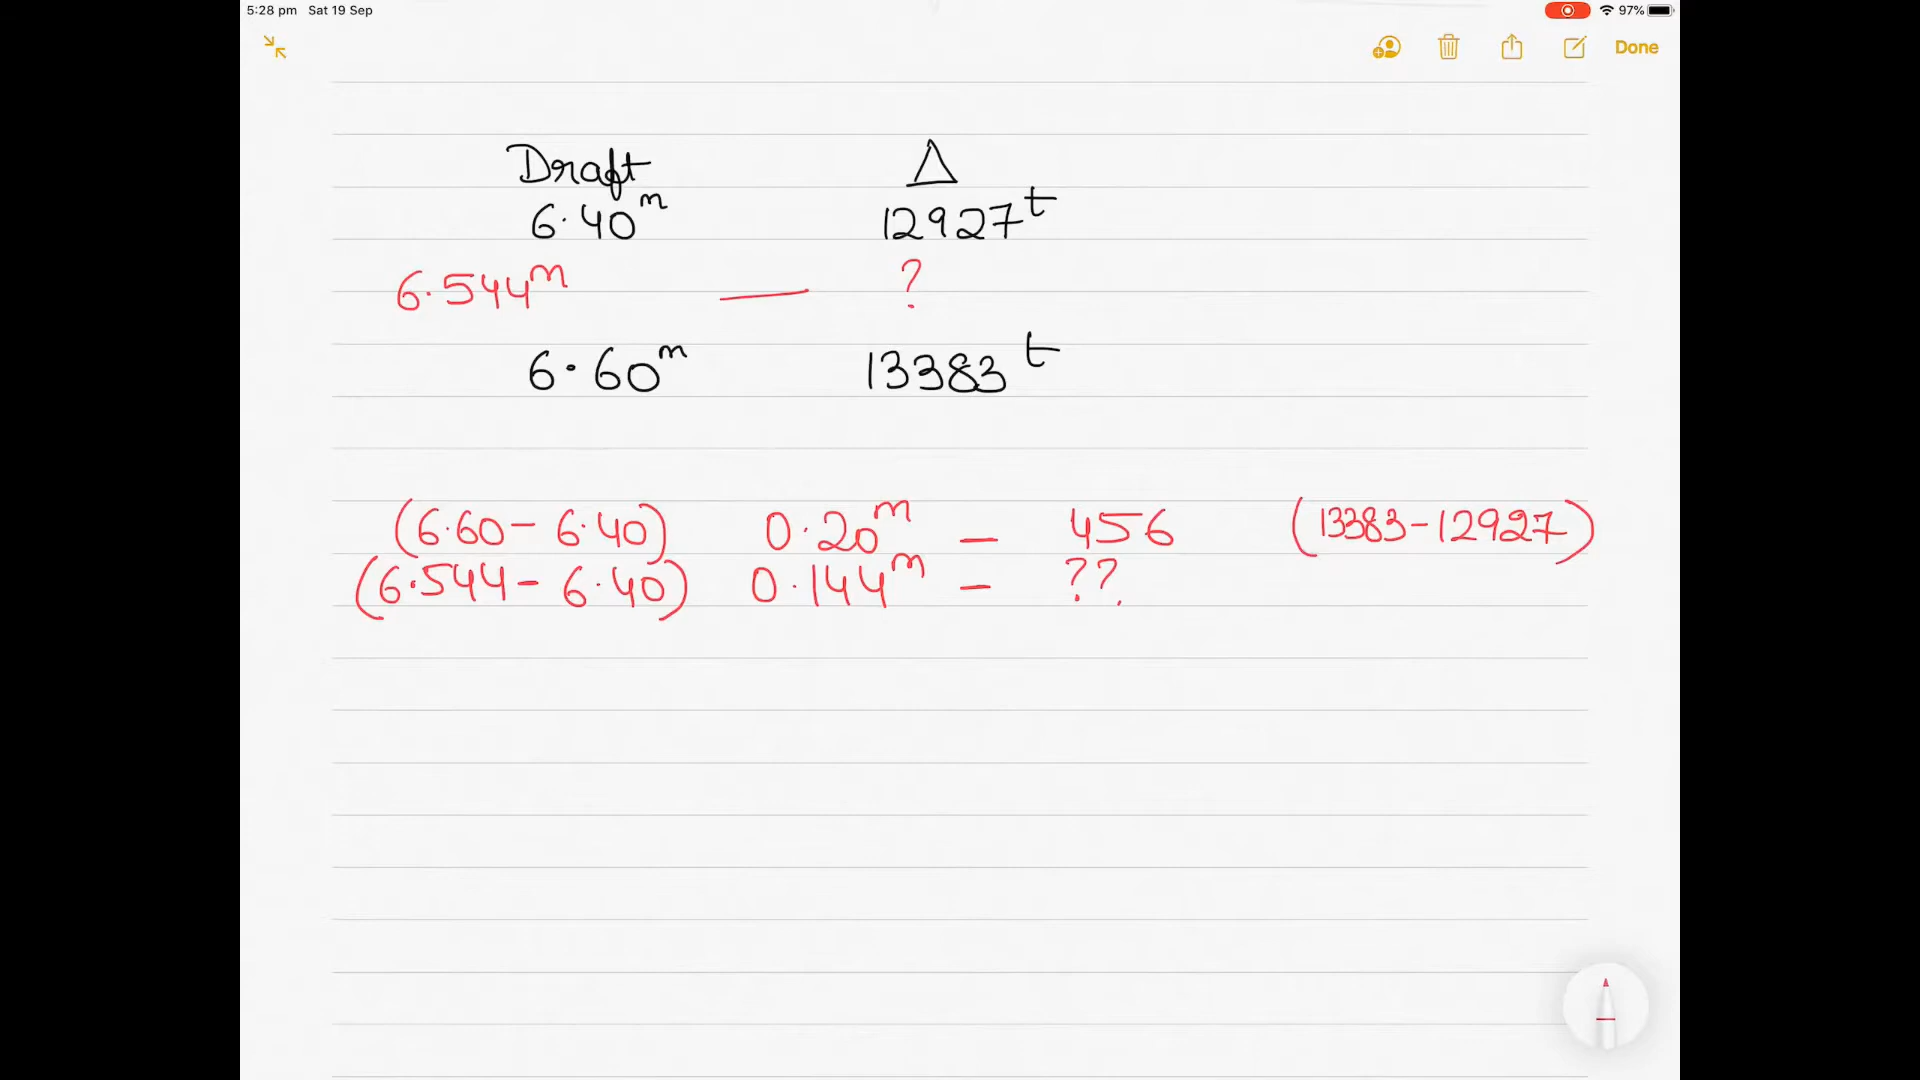 5:28 pm Sat 19 Sep 97%
Done
Draft Δ
6.40m 12927t
6.544m — ?
6.60m 13383t
(6.60-6.40) 0.20m - 456 (13383-12927)
(6.544-6.40) 0.144m - ??